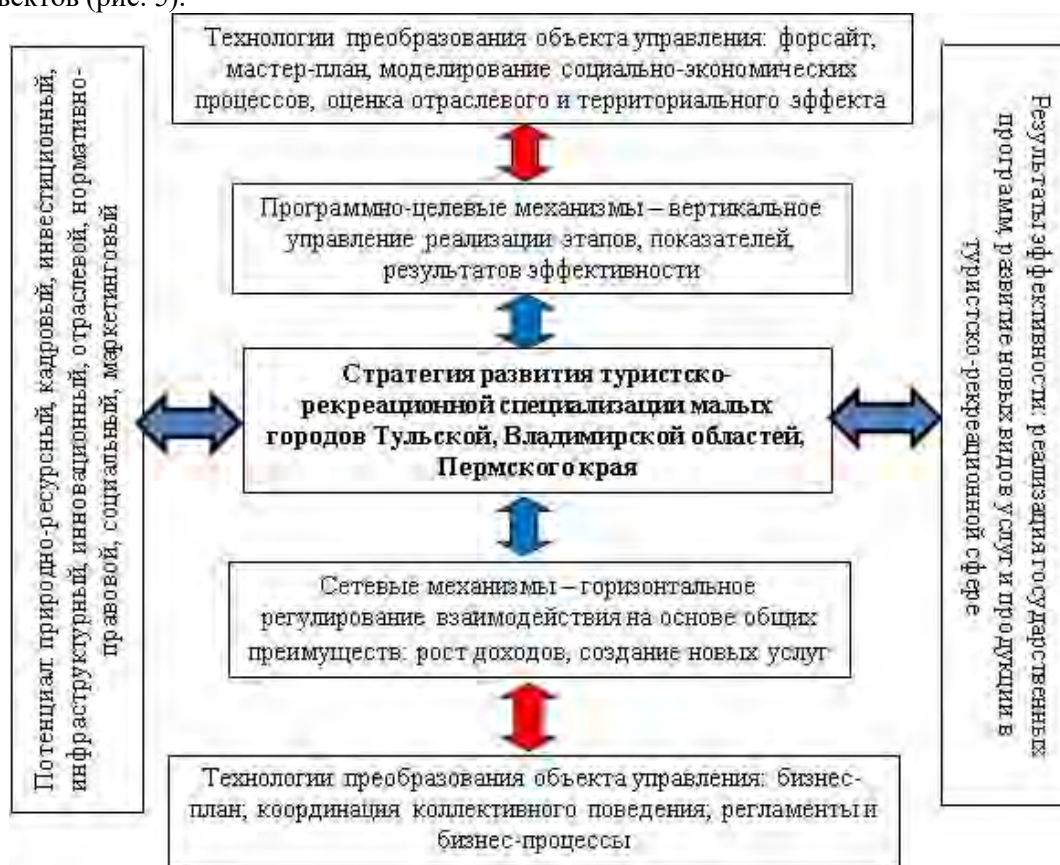 вектов (рис. 5).
Технологии преобразования объекта управления: форсайт,
мастер-план, моделирование социально-экономических
процессов, оценка отраслевого и территориального эффекта
Программно-целевые механизмы – вертикальное
управление реализации этапов, показателей,
результатов эффективности
Стратегия развития туристско-
рекреационной специализации малых
городов Тульской, Владимирской областей,
Пермского края
Сетевые механизмы – горизонтальное
регулирование взаимодействия на основе общих
преимуществ: рост доходов, создание новых услуг
Технологии преобразования объекта управления: бизнес-
план, координация коллективного поведения, регламенты и
бизнес-процессы
Потенциал природно-ресурсный, кадровый, инвестиционный,
инфраструктурный, инновационный, отраслевой, нормативно-
правовой, социальный, маркетинговый
Результаты эффективности: реализация государственных
программ, развитие новых видов услуг и продукции в
туристско-рекреационной сфере